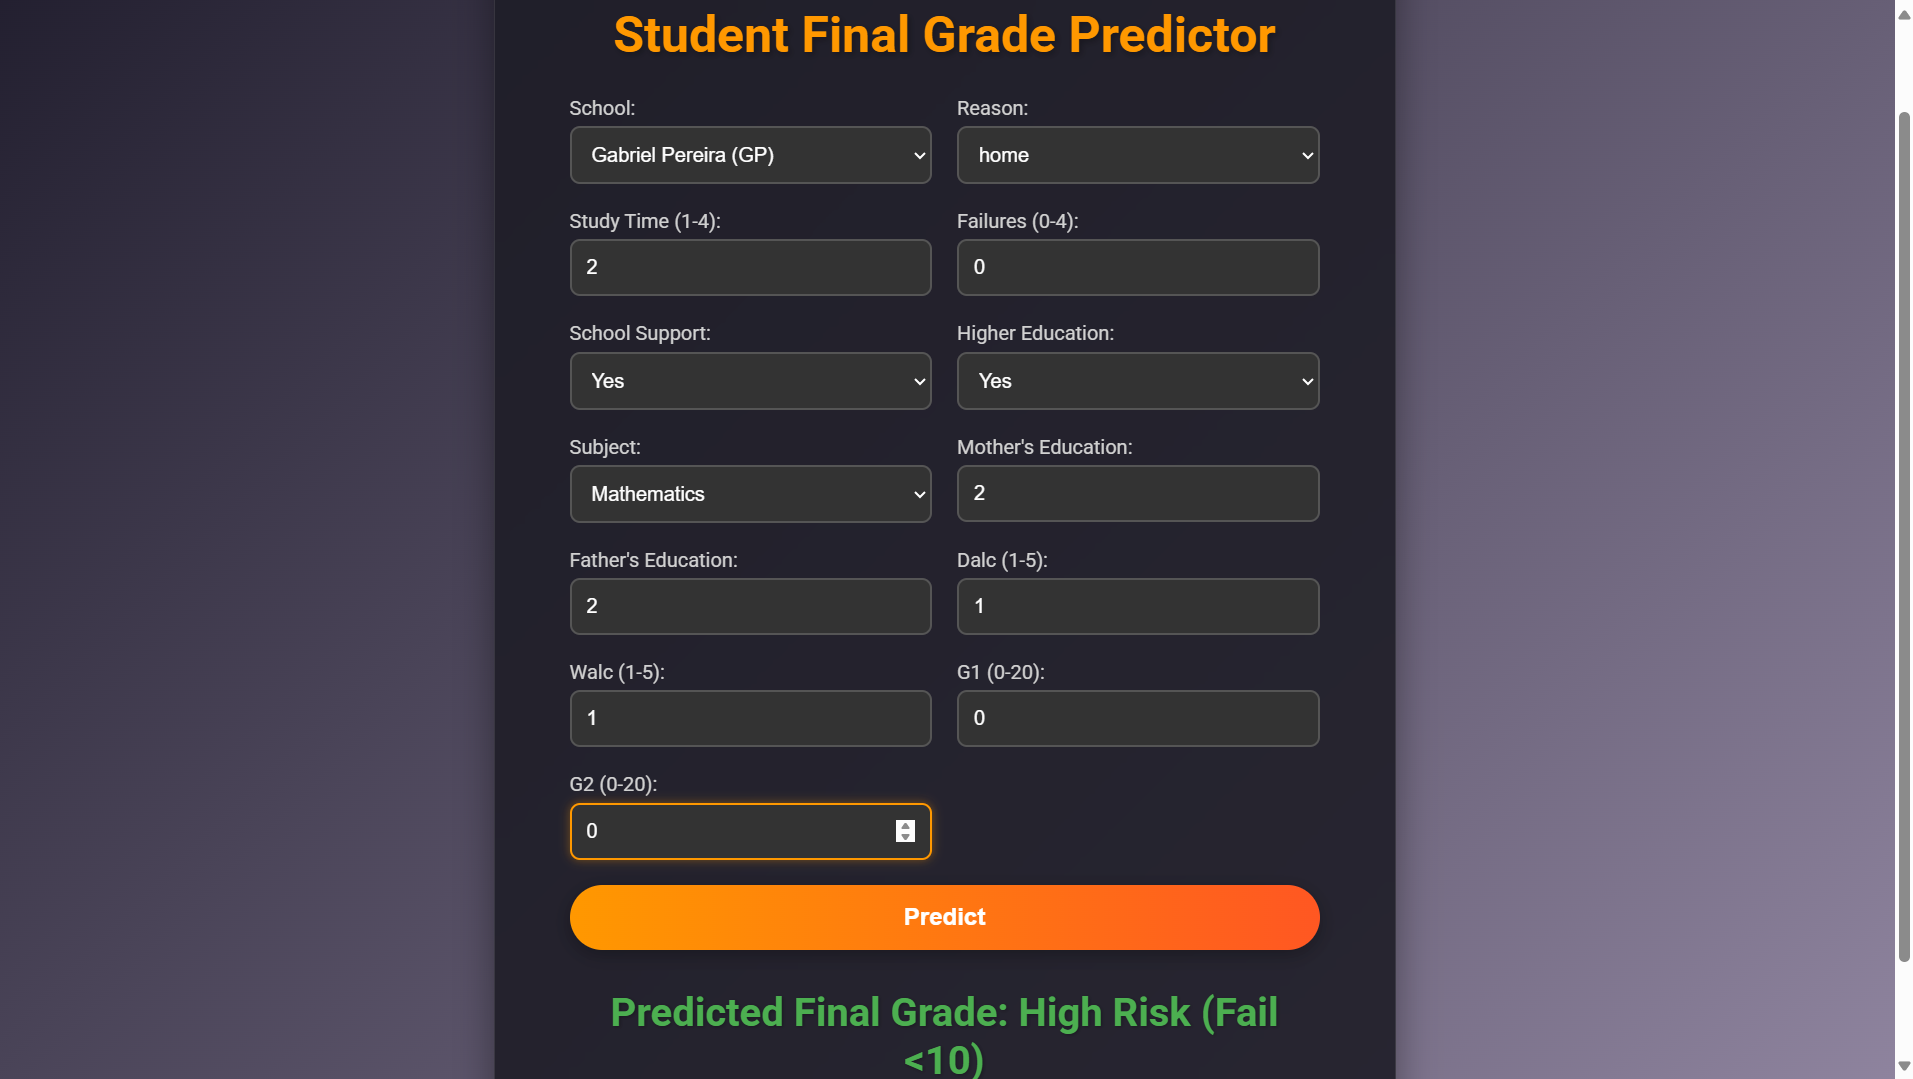 Student Final Grade Predictor
School:
Gabriel Pereira (GP)
Reason:
home
Study Time (1-4):
2
Failures (0-4):
0
School Support:
Yes
Higher Education:
Yes
Subject:
Mathematics
Mother's Education:
2
Father's Education:
2
Dalc (1-5):
1
Walc (1-5):
1
G1 (0-20):
0
G2 (0-20):
0
Predict
Predicted Final Grade: High Risk (Fail
<10)